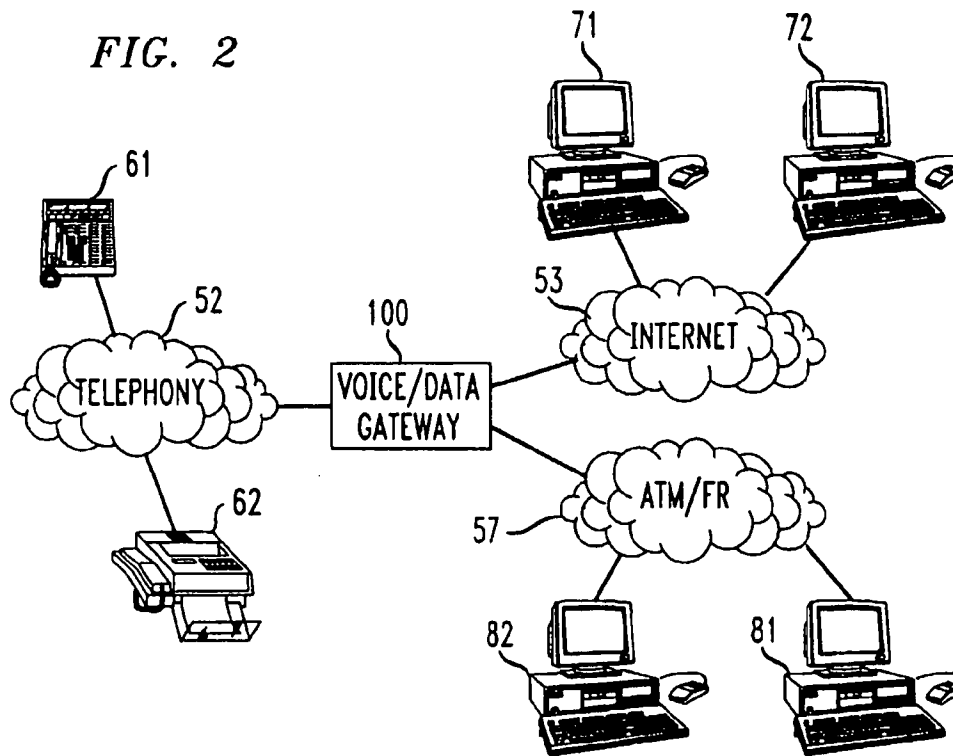 FIG. 2
71
72
61
52
53
100
INTERNET
TELEPHONY
VOICE/DATA
GATEWAY
62
ATM/FR
57
82
81